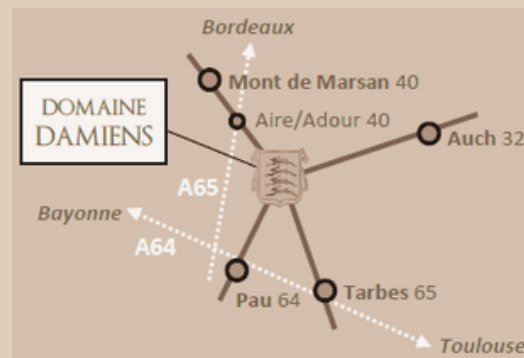 Bordeaux
Mont de Marsan 40
DOMAINE
DAMIENS
Aire/Adour 40
Auch 32
A65
Bayonne
A64
Pau 64
Tarbes 65
Toulouse